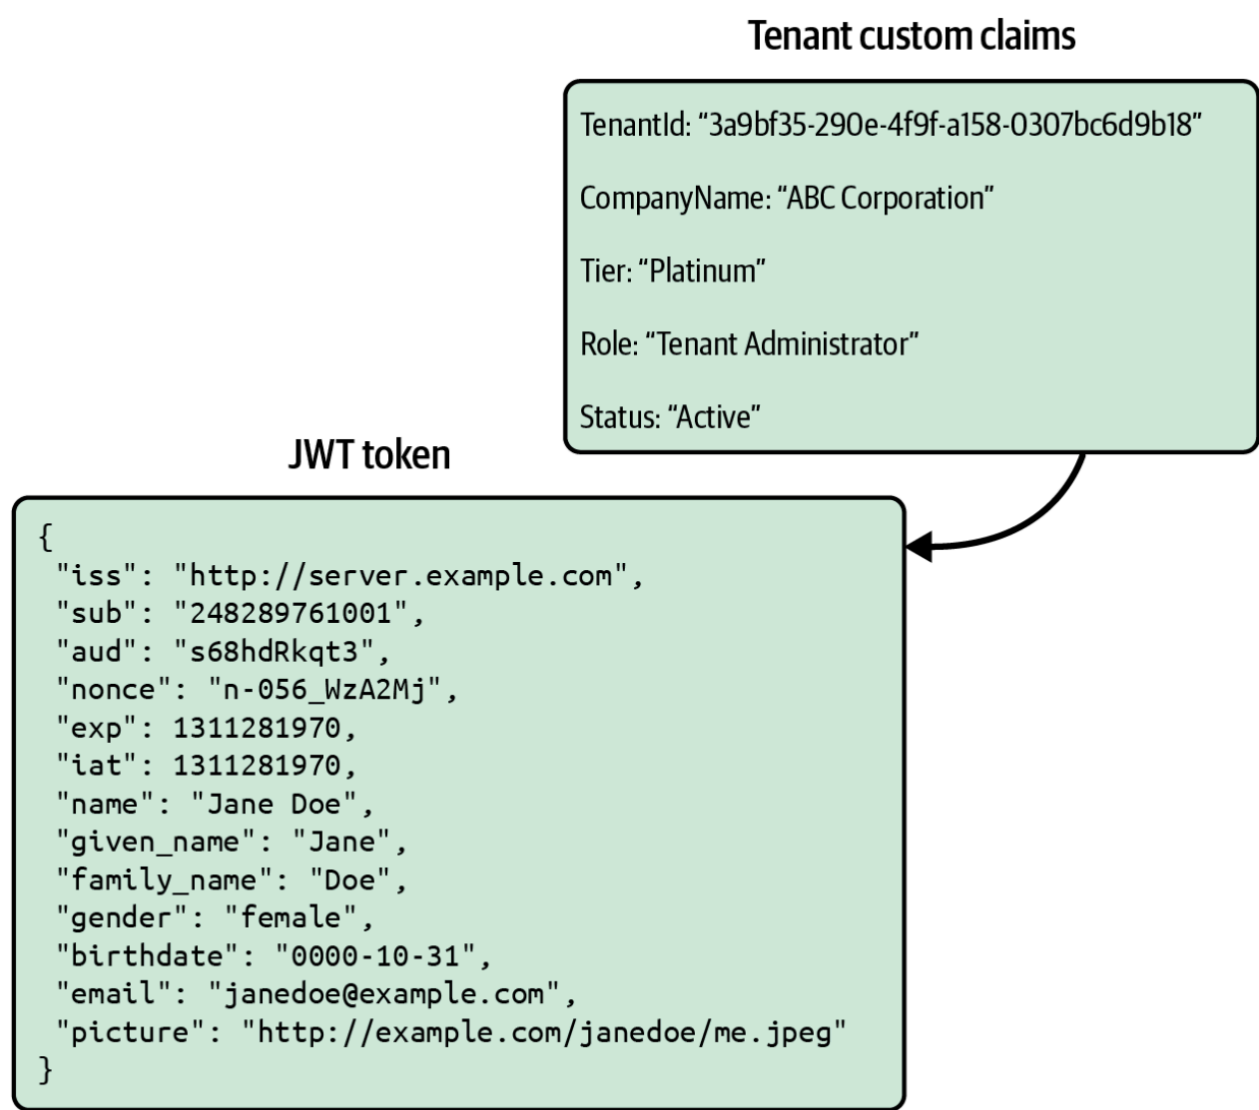 Tenant custom claims
TenantId: “3a9bf35-290e-4f9f-a158-0307bc6d9b18”
CompanyName: “ABC Corporation”
Tier: “Platinum”
Role: “Tenant Administrator”
Status: “Active”
JWT token
{
"iss": "http://server.example.com",
"sub": "248289761001",
"aud": "s68hdRkqt3",
"nonce": "n-056_WzA2Mj",
"exp": 1311281970,
"iat": 1311281970,
"name": "Jane Doe",
"given_name": "Jane",
"family_name": "Doe",
"gender": "female",
"birthdate": "0000-10-31",
"email": "janedoe@example.com",
"picture": "http://example.com/janedoe/me.jpeg"
}